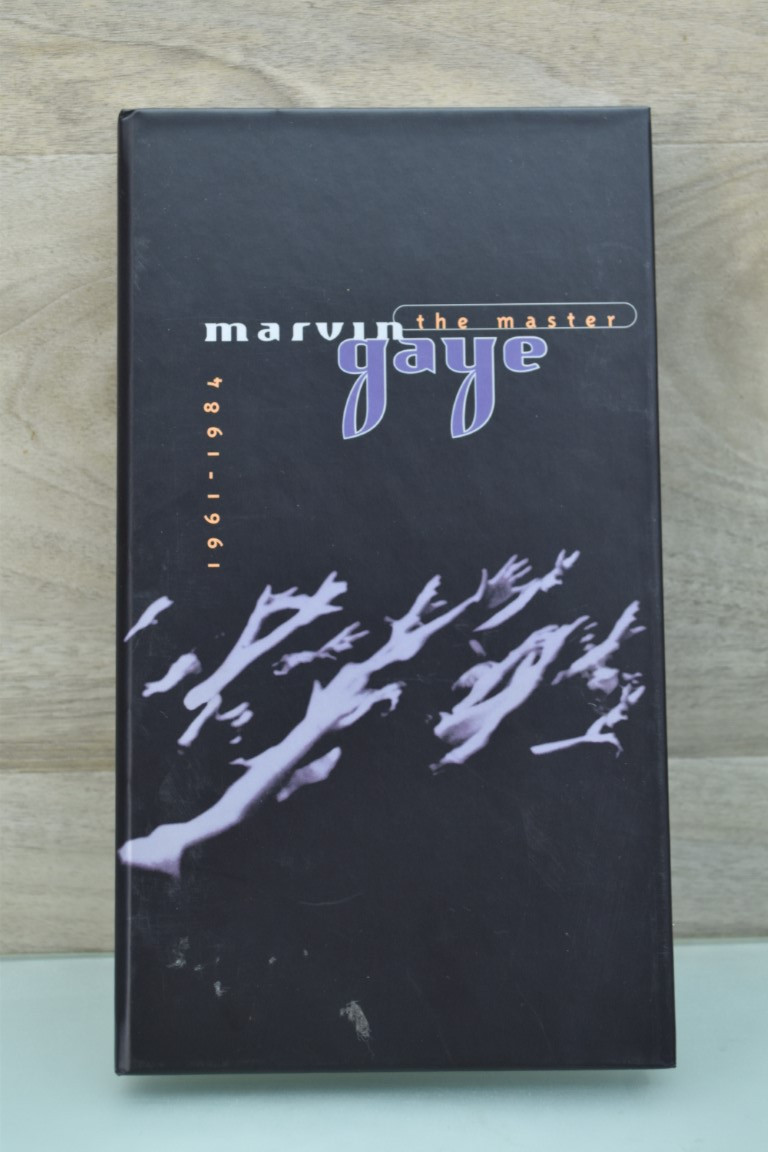 marvin
the master
gaye
1961-1984